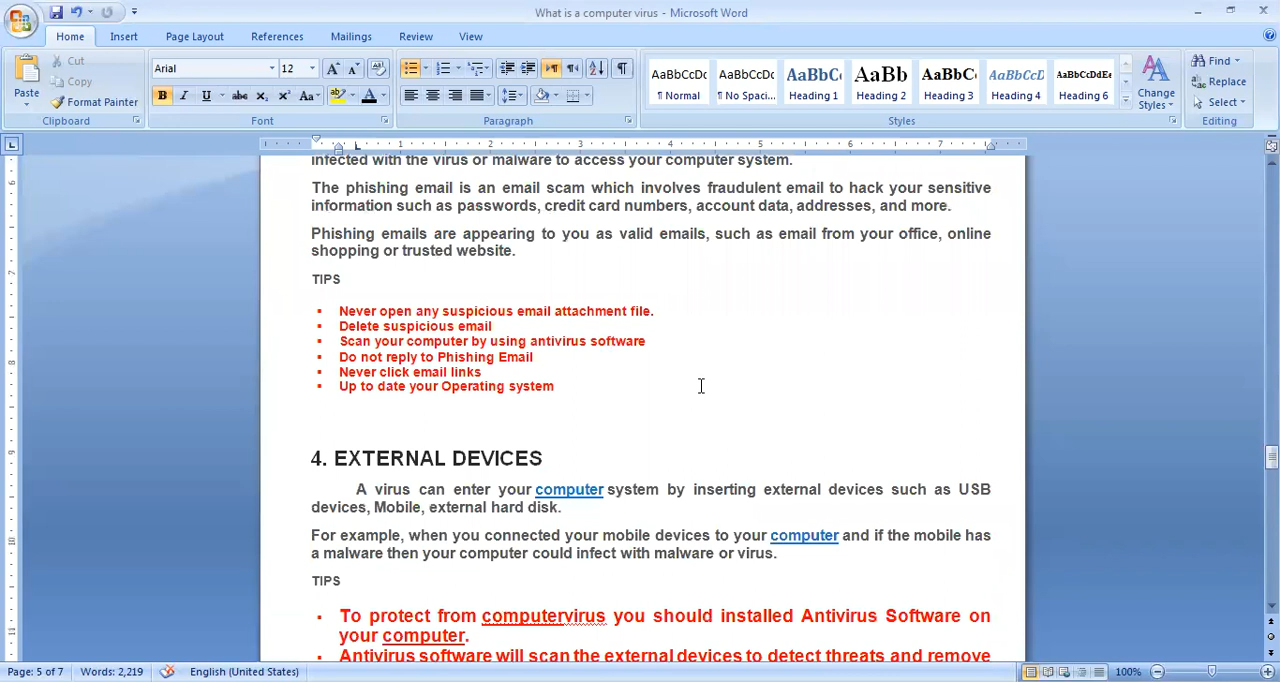 What is a computer virus - Microsoft Word
Home Insert Page Layout References Mailings Review View
Paste
Cut
Copy
Format Painter
Clipboard
Arial 12
Font
Paragraph
AaBbCcDc AaBbCcDc AaBbC AaBb AaBbC AaBbCcD AaBbCcDdEe
¶ Normal ¶ No Spaci... Heading 1 Heading 2 Heading 3 Heading 4 Heading 6
Change Styles
Styles
Find
Replace
Select
Editing
infected with the virus or malware to access your computer system.
The phishing email is an email scam which involves fraudulent email to hack your sensitive
information such as passwords, credit card numbers, account data, addresses, and more.
Phishing emails are appearing to you as valid emails, such as email from your office, online
shopping or trusted website.
TIPS
▪ Never open any suspicious email attachment file.
▪ Delete suspicious email
▪ Scan your computer by using antivirus software
▪ Do not reply to Phishing Email
▪ Never click email links
▪ Up to date your Operating system
4. EXTERNAL DEVICES
A virus can enter your computer system by inserting external devices such as USB
devices, Mobile, external hard disk.
For example, when you connected your mobile devices to your computer and if the mobile has
a malware then your computer could infect with malware or virus.
TIPS
▪ To protect from computervirus you should installed Antivirus Software on
your computer.
▪ Antivirus software will scan the external devices to detect threats and remove
Page: 5 of 7 Words: 2,219 English (United States) 100%